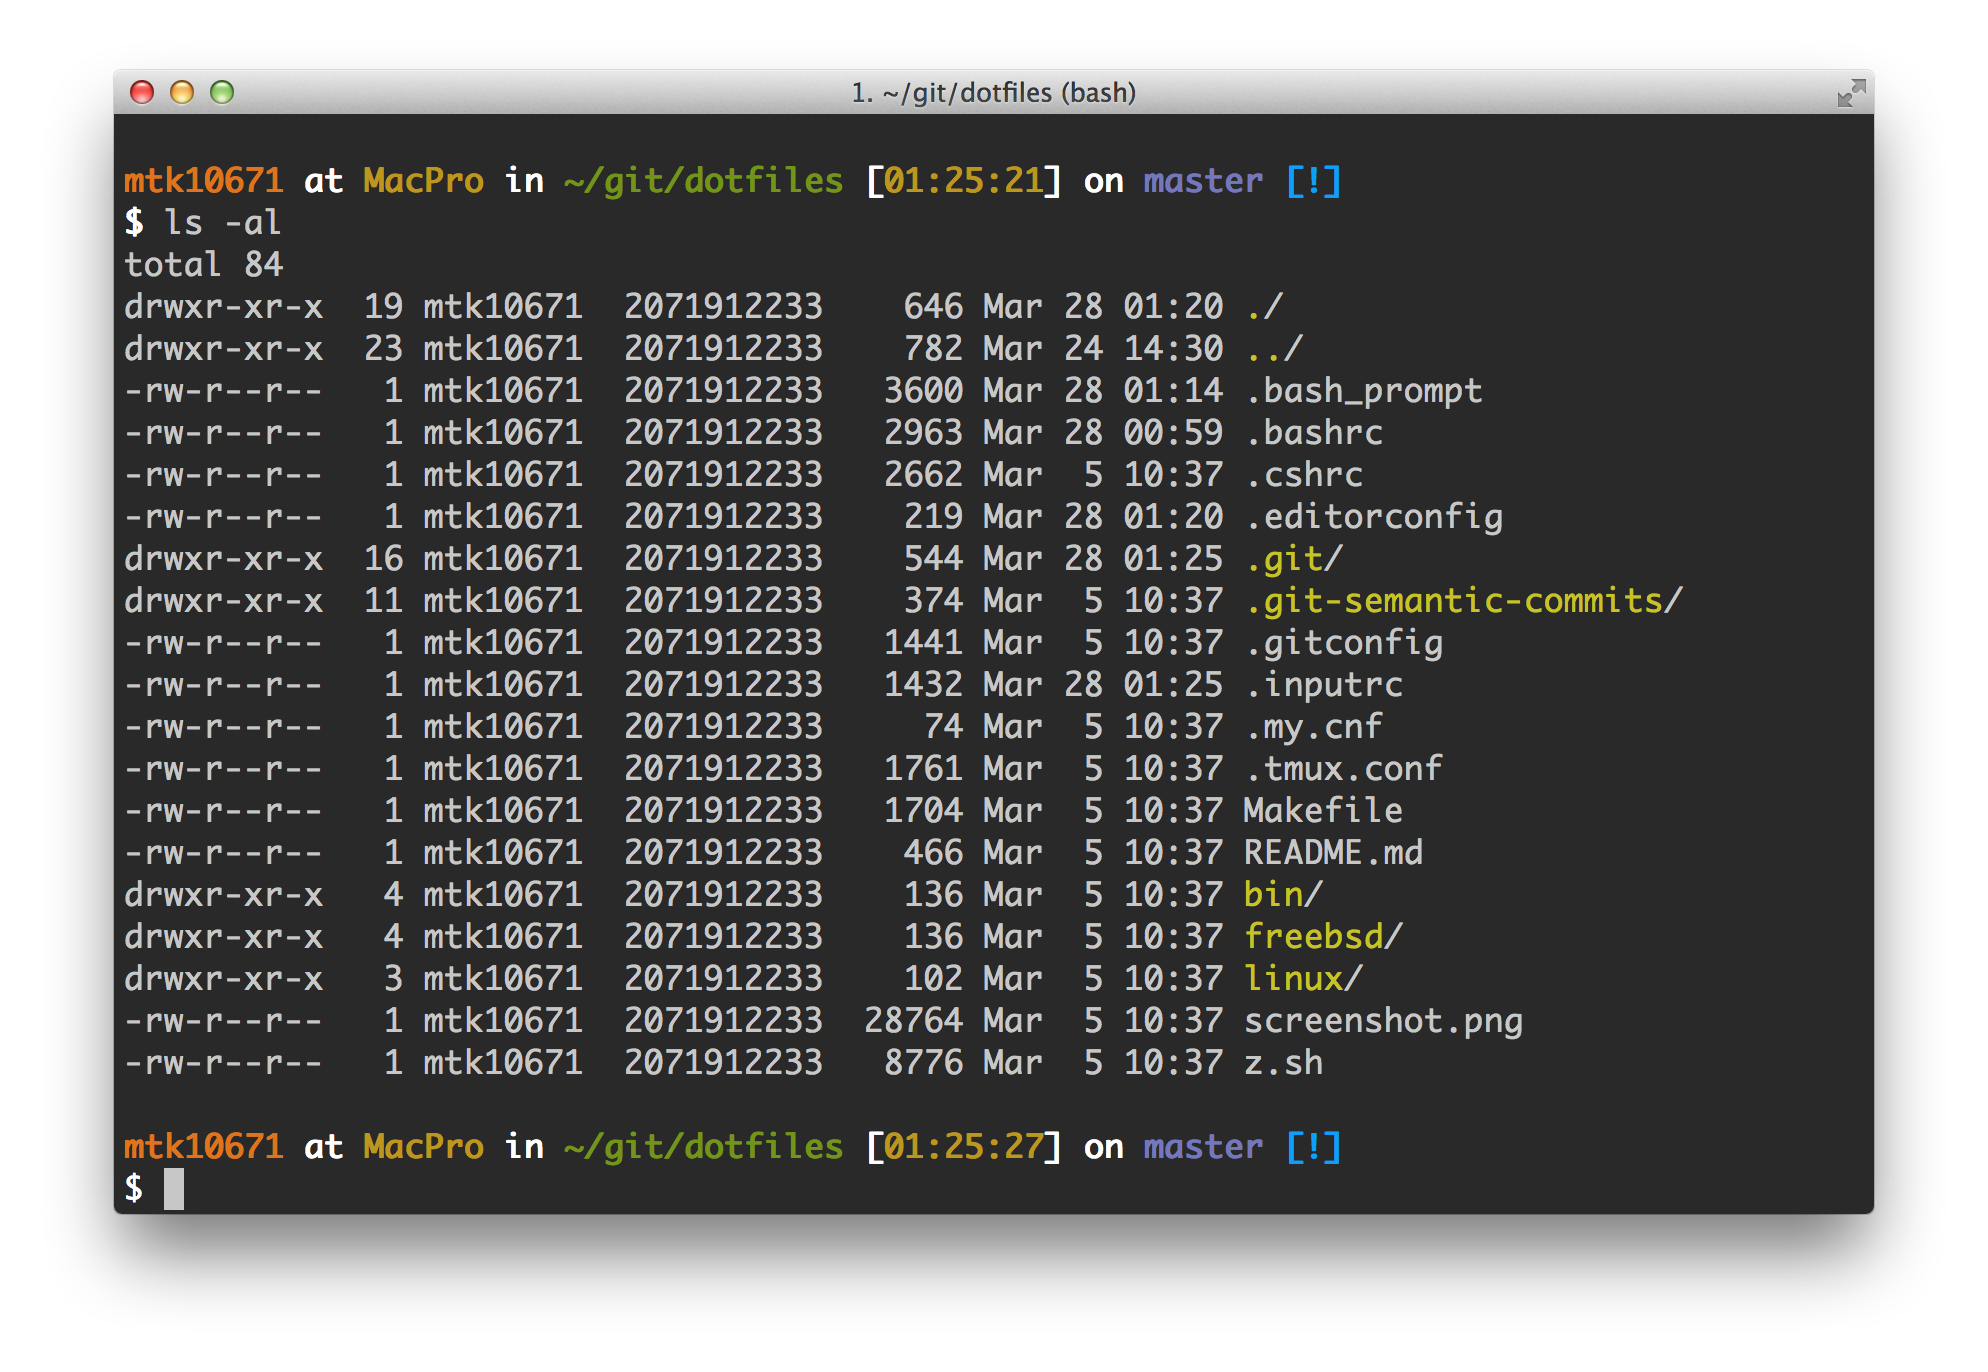 1. ~/git/dotfiles (bash)
mtk10671 at MacPro in ~/git/dotfiles [01:25:21] on master [!]
$ ls -al
total 84
drwxr-xr-x  19 mtk10671  2071912233    646 Mar 28 01:20 ./
drwxr-xr-x  23 mtk10671  2071912233    782 Mar 24 14:30 ../
-rw-r--r--   1 mtk10671  2071912233   3600 Mar 28 01:14 .bash_prompt
-rw-r--r--   1 mtk10671  2071912233   2963 Mar 28 00:59 .bashrc
-rw-r--r--   1 mtk10671  2071912233   2662 Mar  5 10:37 .cshrc
-rw-r--r--   1 mtk10671  2071912233    219 Mar 28 01:20 .editorconfig
drwxr-xr-x  16 mtk10671  2071912233    544 Mar 28 01:25 .git/
drwxr-xr-x  11 mtk10671  2071912233    374 Mar  5 10:37 .git-semantic-commits/
-rw-r--r--   1 mtk10671  2071912233   1441 Mar  5 10:37 .gitconfig
-rw-r--r--   1 mtk10671  2071912233   1432 Mar 28 01:25 .inputrc
-rw-r--r--   1 mtk10671  2071912233     74 Mar  5 10:37 .my.cnf
-rw-r--r--   1 mtk10671  2071912233   1761 Mar  5 10:37 .tmux.conf
-rw-r--r--   1 mtk10671  2071912233   1704 Mar  5 10:37 Makefile
-rw-r--r--   1 mtk10671  2071912233    466 Mar  5 10:37 README.md
drwxr-xr-x   4 mtk10671  2071912233    136 Mar  5 10:37 bin/
drwxr-xr-x   4 mtk10671  2071912233    136 Mar  5 10:37 freebsd/
drwxr-xr-x   3 mtk10671  2071912233    102 Mar  5 10:37 linux/
-rw-r--r--   1 mtk10671  2071912233  28764 Mar  5 10:37 screenshot.png
-rw-r--r--   1 mtk10671  2071912233   8776 Mar  5 10:37 z.sh
mtk10671 at MacPro in ~/git/dotfiles [01:25:27] on master [!]
$